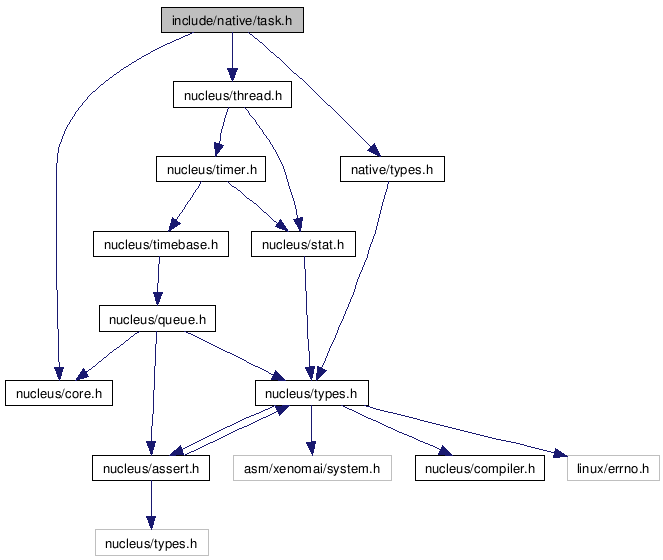 include/native/task.h
nucleus/thread.h
nucleus/timer.h
native/types.h
nucleus/timebase.h
nucleus/stat.h
nucleus/queue.h
nucleus/core.h
nucleus/types.h
nucleus/assert.h
asm/xenomai/system.h
nucleus/compiler.h
linux/errno.h
nucleus/types.h